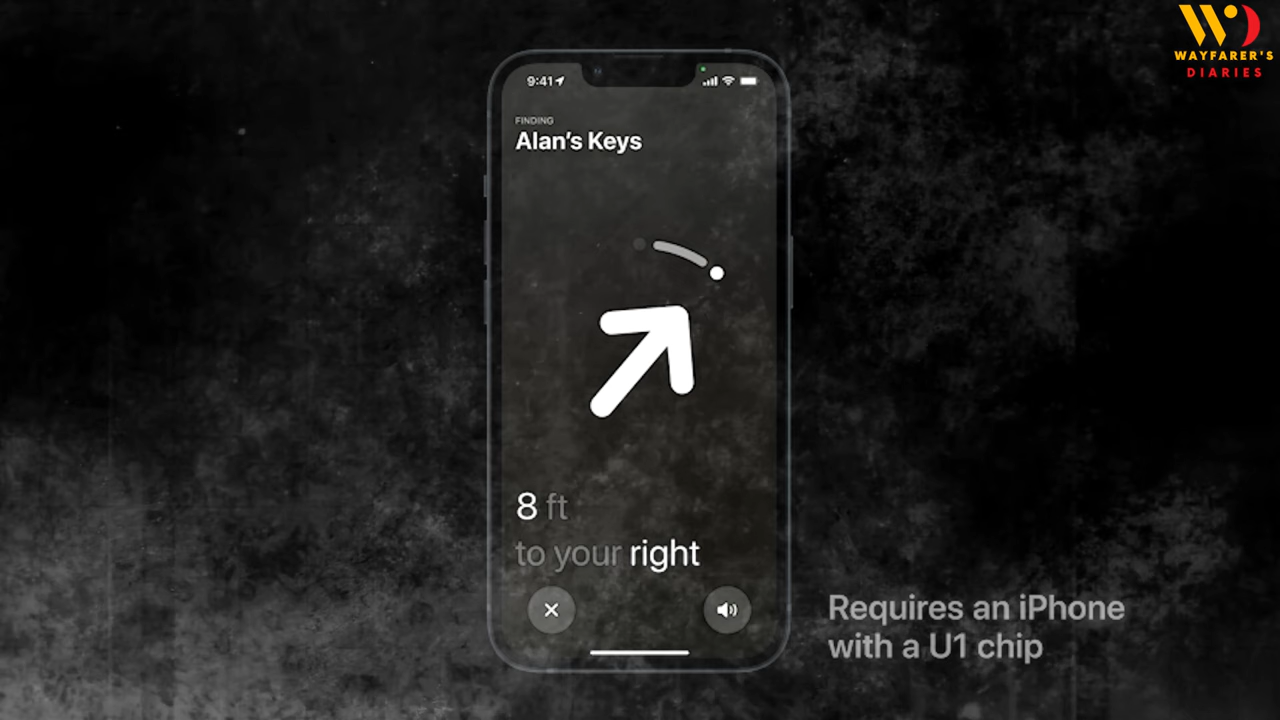 WAYFARER'S
DIARIES
9:41
FINDING
Alan's Keys
8 ft
to your right
Requires an iPhone
with a U1 chip